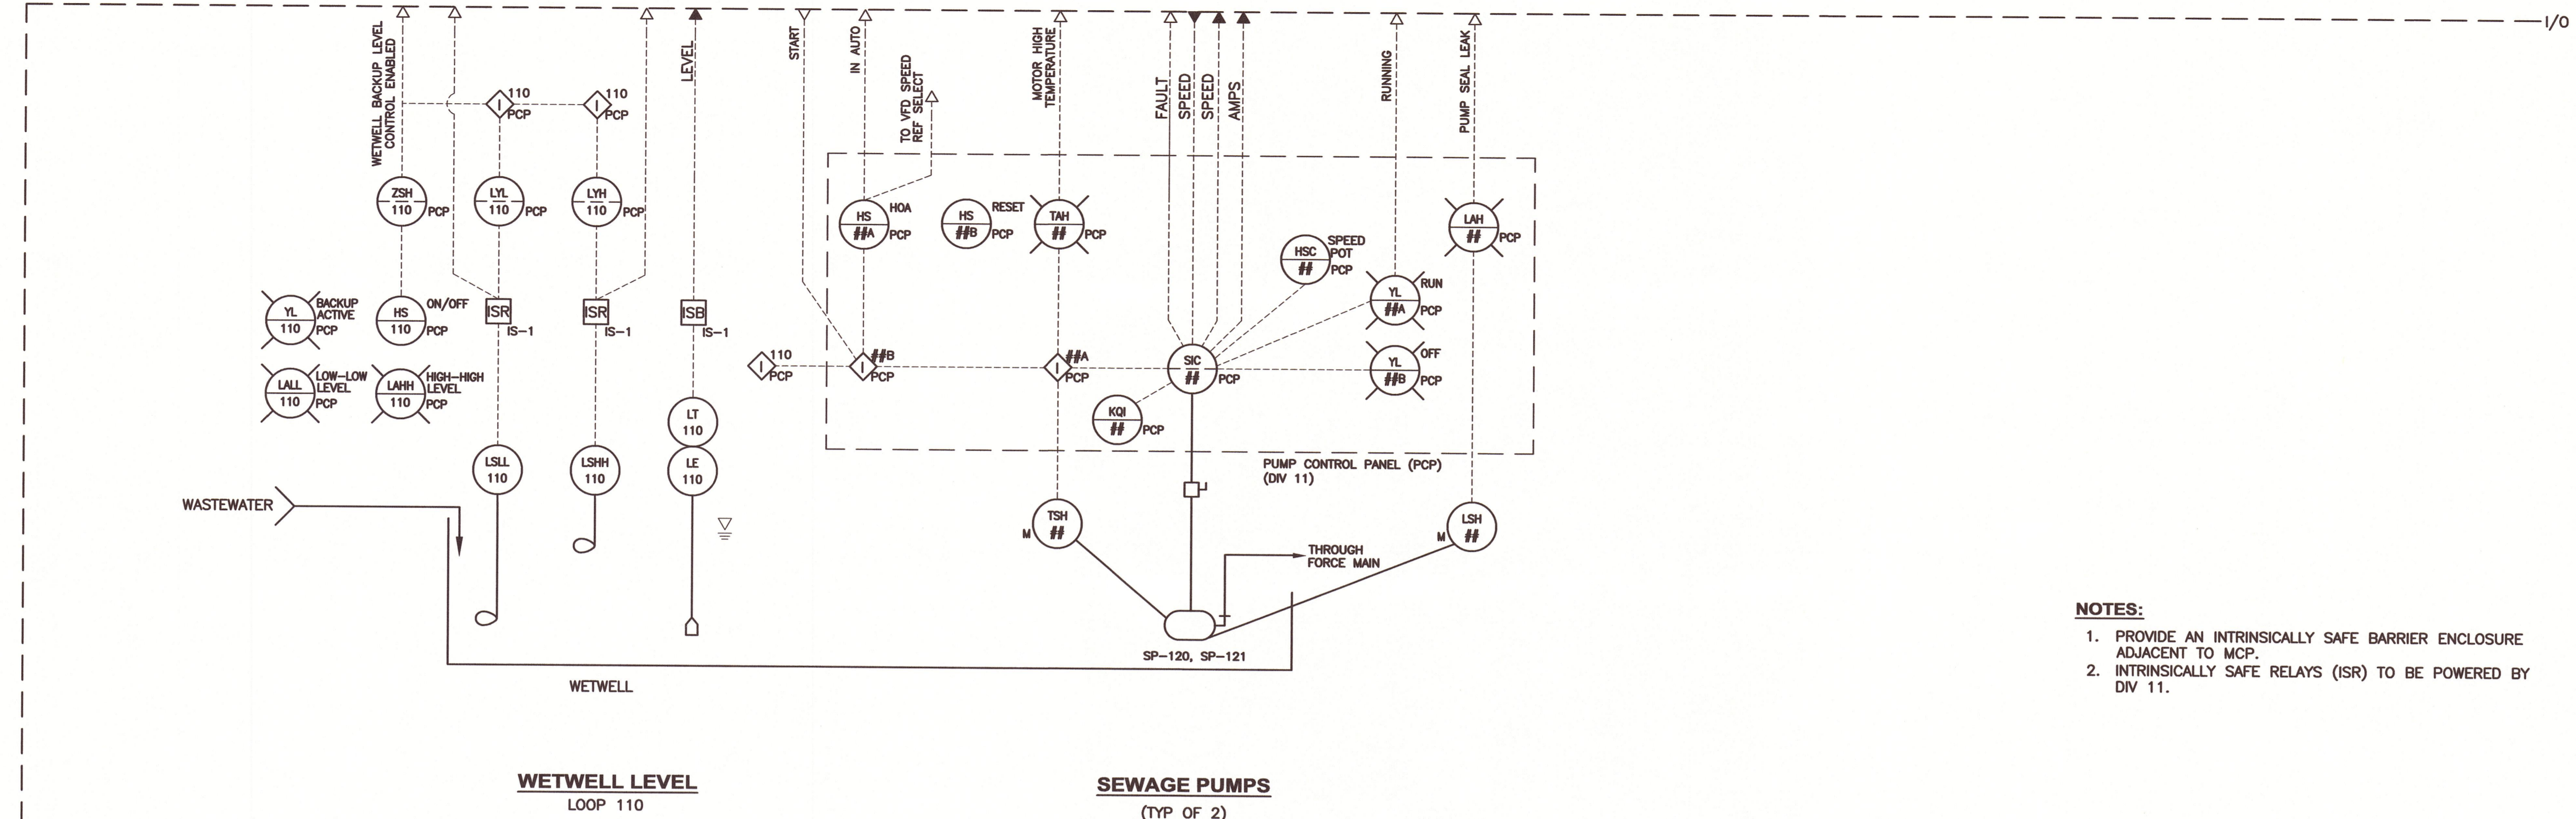 I/O
WETWELL BACKUP LEVEL
CONTROL ENABLED
LEVEL
START
IN AUTO
TO VFD SPEED
REF SELECT
MOTOR HIGH
TEMPERATURE
FAULT
SPEED
SPEED
AMPS
RUNNING
PUMP SEAL LEAK
I
110
PCP
I
110
PCP
ZSH
110
PCP
LYL
110
PCP
LYH
110
PCP
HS
##A
HOA
PCP
HS
##B
RESET
PCP
TAH
##
PCP
LAH
##
PCP
HSC
##
SPEED
POT
PCP
YL
110
BACKUP
ACTIVE
PCP
HS
110
ON/OFF
PCP
ISR
IS-1
ISR
IS-1
ISB
IS-1
YL
##A
RUN
PCP
I
110
PCP
I
##B
PCP
I
##A
PCP
SIC
##
PCP
YL
##B
OFF
PCP
LALL
110
LOW-LOW
LEVEL
PCP
LAHH
110
HIGH-HIGH
LEVEL
PCP
LT
110
KQI
##
PCP
LSLL
110
LSHH
110
LE
110
PUMP CONTROL PANEL (PCP)
(DIV 11)
WASTEWATER
TSH
##
M
LSH
##
M
THROUGH
FORCE MAIN
SP-120, SP-121
WETWELL
NOTES:
1. PROVIDE AN INTRINSICALLY SAFE BARRIER ENCLOSURE
ADJACENT TO MCP.
2. INTRINSICALLY SAFE RELAYS (ISR) TO BE POWERED BY
DIV 11.
WETWELL LEVEL
LOOP 110
SEWAGE PUMPS
(TYP OF 2)